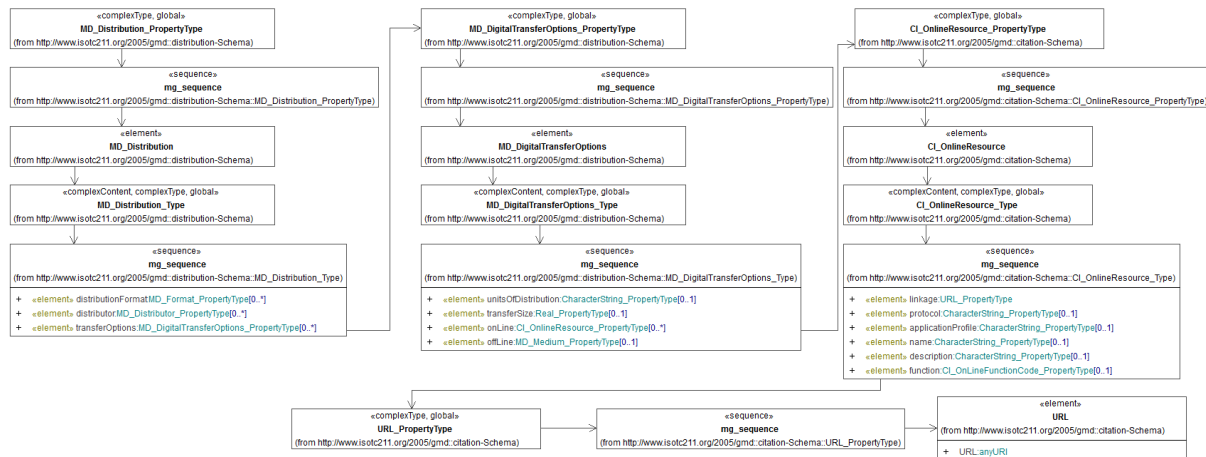 «complexType, global»
MD_Distribution_PropertyType
(from http://www.isotc211.org/2005/gmd::distribution-Schema)
«sequence»
mg_sequence
(from http://www.isotc211.org/2005/gmd::distribution-Schema::MD_Distribution_PropertyType)
«element»
MD_Distribution
(from http://www.isotc211.org/2005/gmd::distribution-Schema)
«complexContent, complexType, global»
MD_Distribution_Type
(from http://www.isotc211.org/2005/gmd::distribution-Schema)
«sequence»
mg_sequence
(from http://www.isotc211.org/2005/gmd::distribution-Schema::MD_Distribution_Type)
+ «element» distributionFormat:MD_Format_PropertyType[0..*]
+ «element» distributor:MD_Distributor_PropertyType[0..*]
+ «element» transferOptions:MD_DigitalTransferOptions_PropertyType[0..*]
«complexType, global»
MD_DigitalTransferOptions_PropertyType
(from http://www.isotc211.org/2005/gmd::distribution-Schema)
«sequence»
mg_sequence
(from http://www.isotc211.org/2005/gmd::distribution-Schema::MD_DigitalTransferOptions_PropertyType)
«element»
MD_DigitalTransferOptions
(from http://www.isotc211.org/2005/gmd::distribution-Schema)
«complexContent, complexType, global»
MD_DigitalTransferOptions_Type
(from http://www.isotc211.org/2005/gmd::distribution-Schema)
«sequence»
mg_sequence
(from http://www.isotc211.org/2005/gmd::distribution-Schema::MD_DigitalTransferOptions_Type)
+ «element» unitsOfDistribution:CharacterString_PropertyType[0..1]
+ «element» transferSize:Real_PropertyType[0..1]
+ «element» onLine:CI_OnlineResource_PropertyType[0..*]
+ «element» offLine:MD_Medium_PropertyType[0..1]
«complexType, global»
CI_OnlineResource_PropertyType
(from http://www.isotc211.org/2005/gmd::citation-Schema)
«sequence»
mg_sequence
(from http://www.isotc211.org/2005/gmd::citation-Schema::CI_OnlineResource_PropertyType)
«element»
CI_OnlineResource
(from http://www.isotc211.org/2005/gmd::citation-Schema)
«complexContent, complexType, global»
CI_OnlineResource_Type
(from http://www.isotc211.org/2005/gmd::citation-Schema)
«sequence»
mg_sequence
(from http://www.isotc211.org/2005/gmd::citation-Schema::CI_OnlineResource_Type)
+ «element» linkage:URL_PropertyType
+ «element» protocol:CharacterString_PropertyType[0..1]
+ «element» applicationProfile:CharacterString_PropertyType[0..1]
+ «element» name:CharacterString_PropertyType[0..1]
+ «element» description:CharacterString_PropertyType[0..1]
+ «element» function:CI_OnLineFunctionCode_PropertyType[0..1]
«complexType, global»
URL_PropertyType
(from http://www.isotc211.org/2005/gmd::citation-Schema)
«sequence»
mg_sequence
(from http://www.isotc211.org/2005/gmd::citation-Schema::URL_PropertyType)
«element»
URL
(from http://www.isotc211.org/2005/gmd::citation-Schema)
+ URL:anyURI